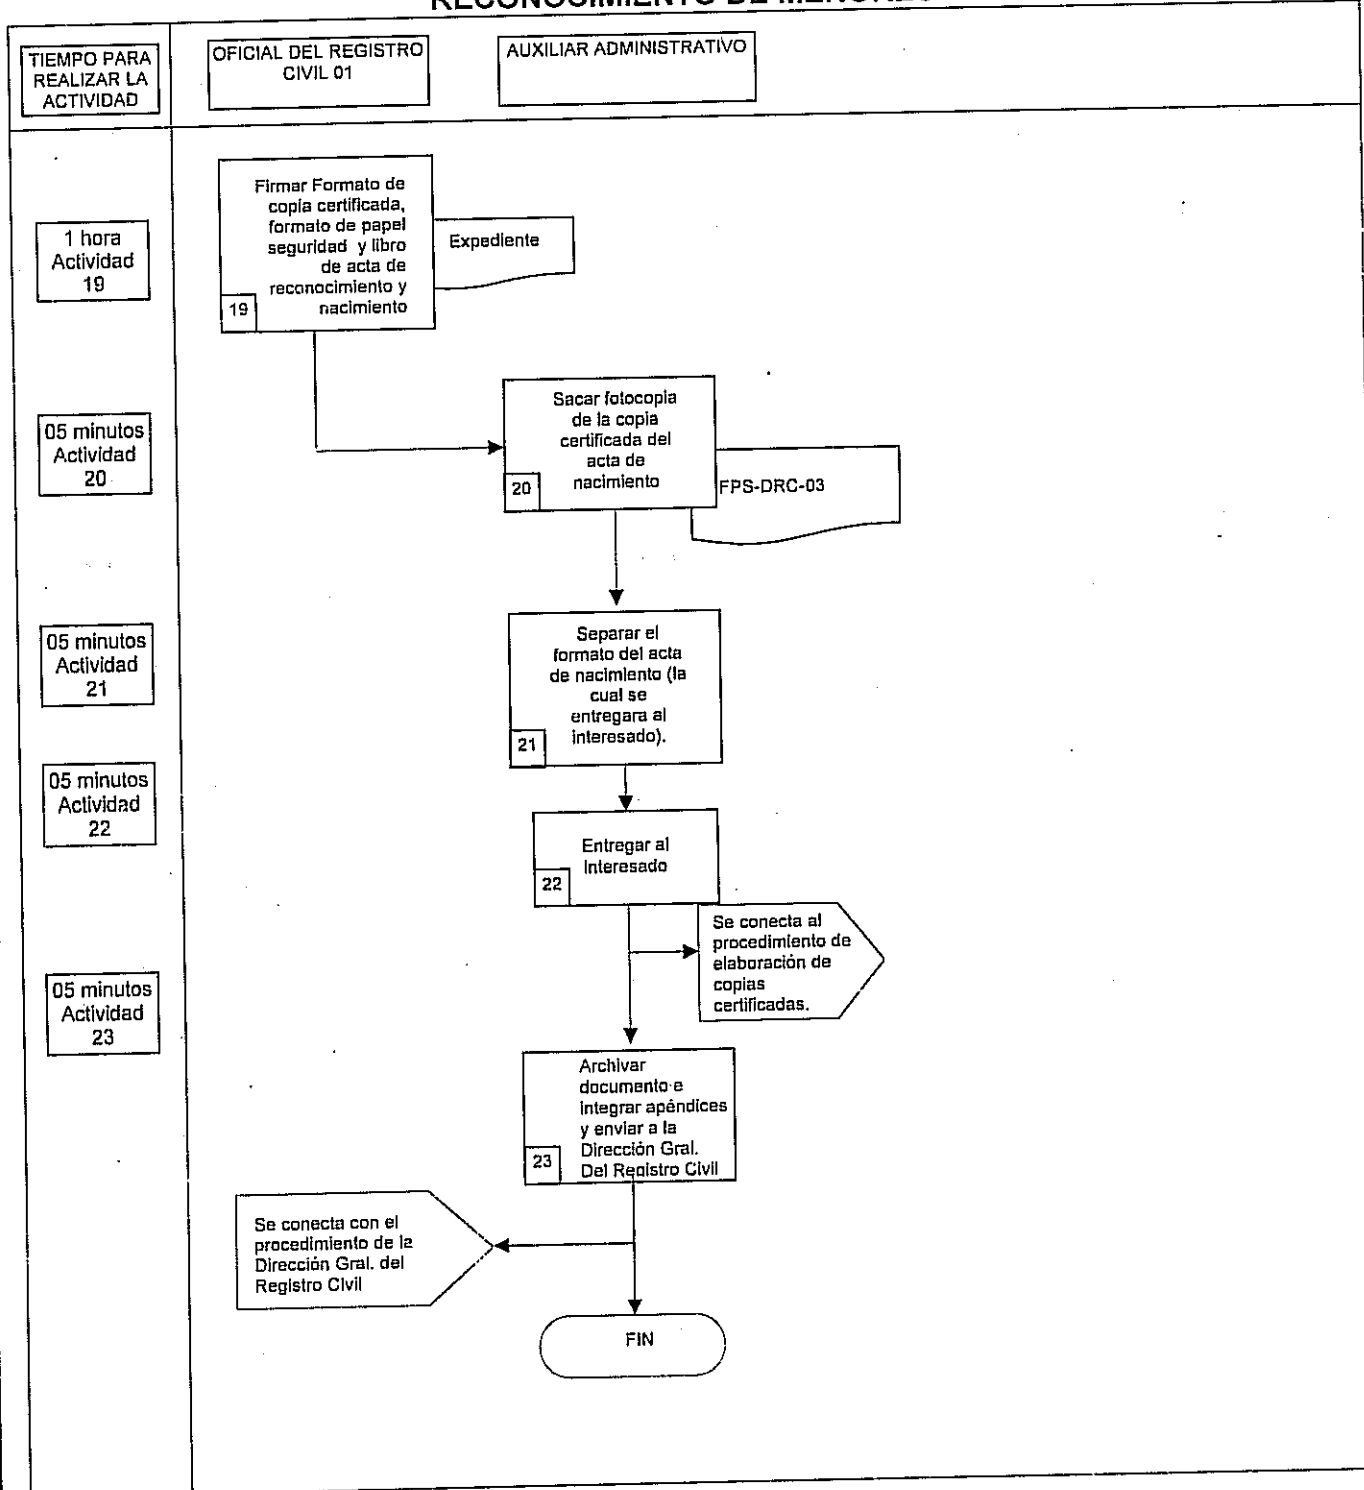 RECONOCIMIENTO DE MENORES
TIEMPO PARA
REALIZAR LA
ACTIVIDAD
OFICIAL DEL REGISTRO
CIVIL 01
AUXILIAR ADMINISTRATIVO
1 hora
Actividad
19
Firmar Formato de
copia certificada,
formato de papel
seguridad y libro
de acta de
reconocimiento y
nacimiento
19
Expediente
05 minutos
Actividad
20
Sacar fotocopia
de la copia
certificada del
acta de
nacimiento
20
FPS-DRC-03
05 minutos
Actividad
21
Separar el
formato del acta
de nacimiento (la
cual se
entregara al
interesado).
21
05 minutos
Actividad
22
Entregar al
Interesado
22
Se conecta al
procedimiento de
elaboración de
copias
certificadas.
05 minutos
Actividad
23
Archivar
documento e
integrar apéndices
y enviar a la
Dirección Gral.
Del Registro Civil
23
Se conecta con el
procedimiento de la
Dirección Gral. del
Registro Civil
FIN